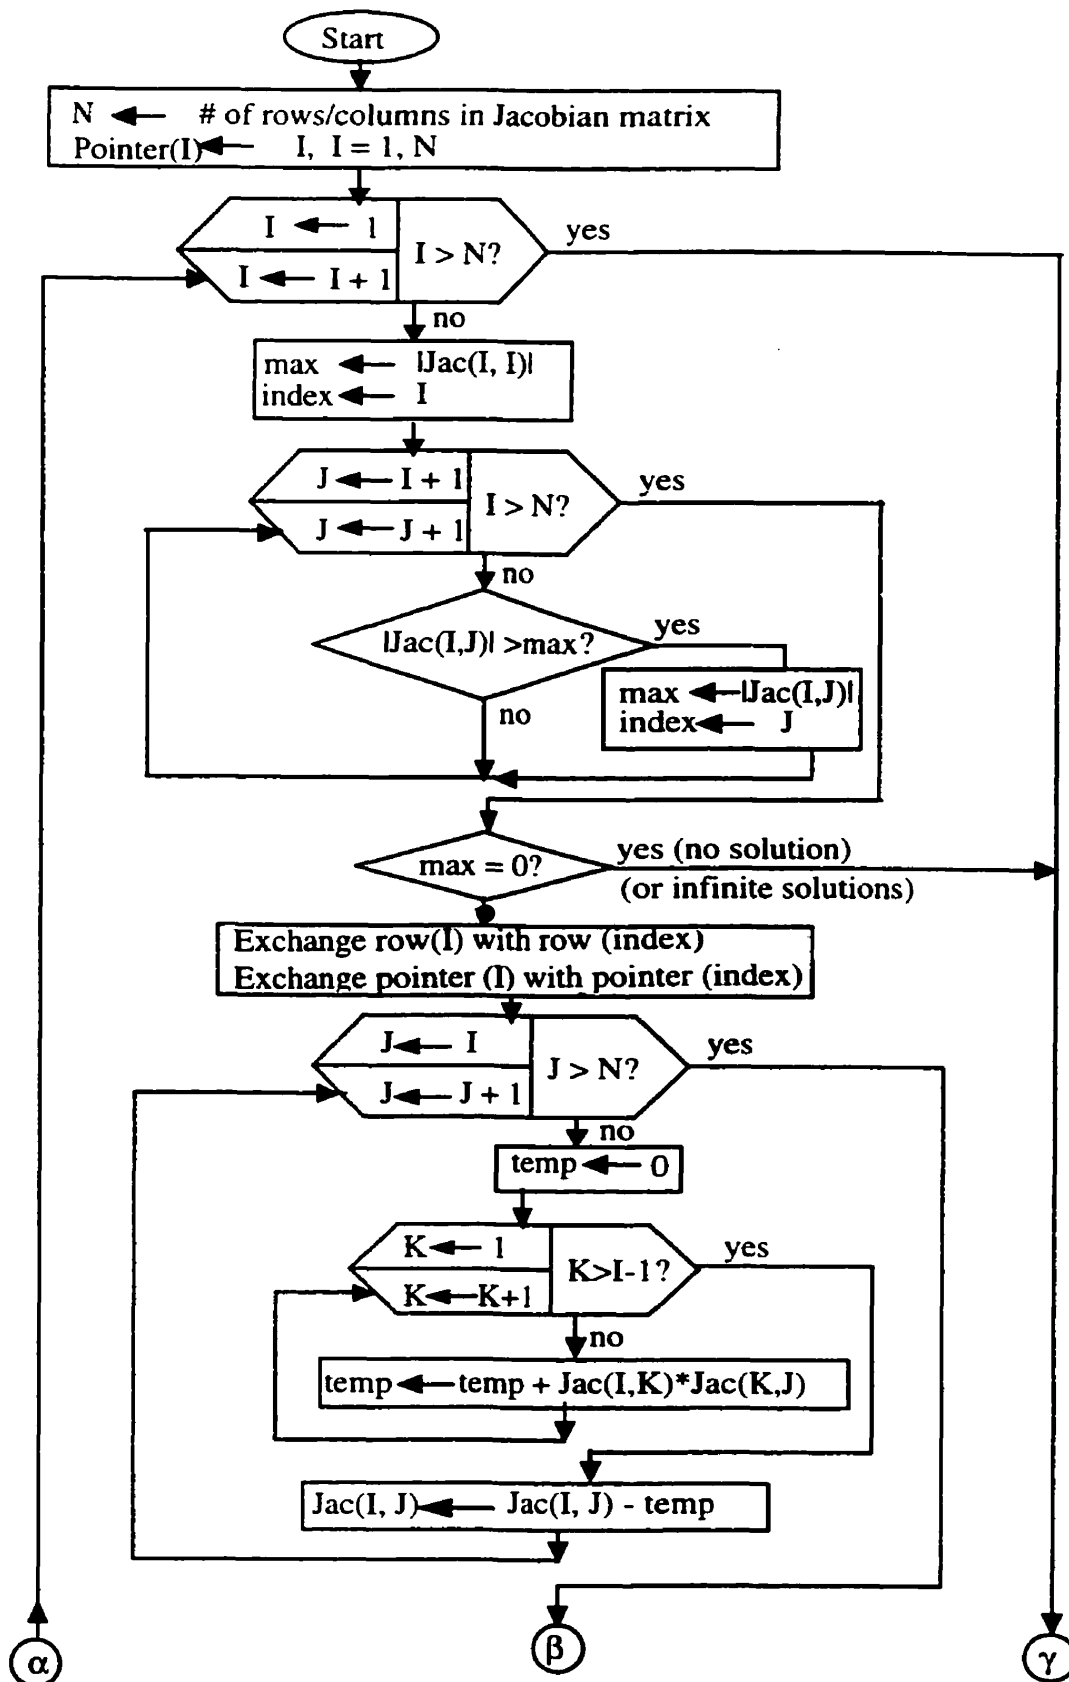 Start
N ← # of rows/columns in Jacobian matrix
Pointer(I) ← I, I = 1, N
I ← 1
I ← I + 1
I > N?
yes
no
max ← |Jac(I, I)|
index ← I
J ← I + 1
J ← J + 1
I > N?
yes
no
|Jac(I,J)| >max?
yes
max ← |Jac(I,J)|
index ← J
no
max = 0?
yes (no solution)
(or infinite solutions)
Exchange row(I) with row (index)
Exchange pointer (I) with pointer (index)
J ← I
J ← J + 1
J > N?
yes
no
temp ← 0
K ← 1
K ← K+1
K>I-1?
yes
no
temp ← temp + Jac(I,K)*Jac(K,J)
Jac(I, J) ← Jac(I, J) - temp
α
β
γ